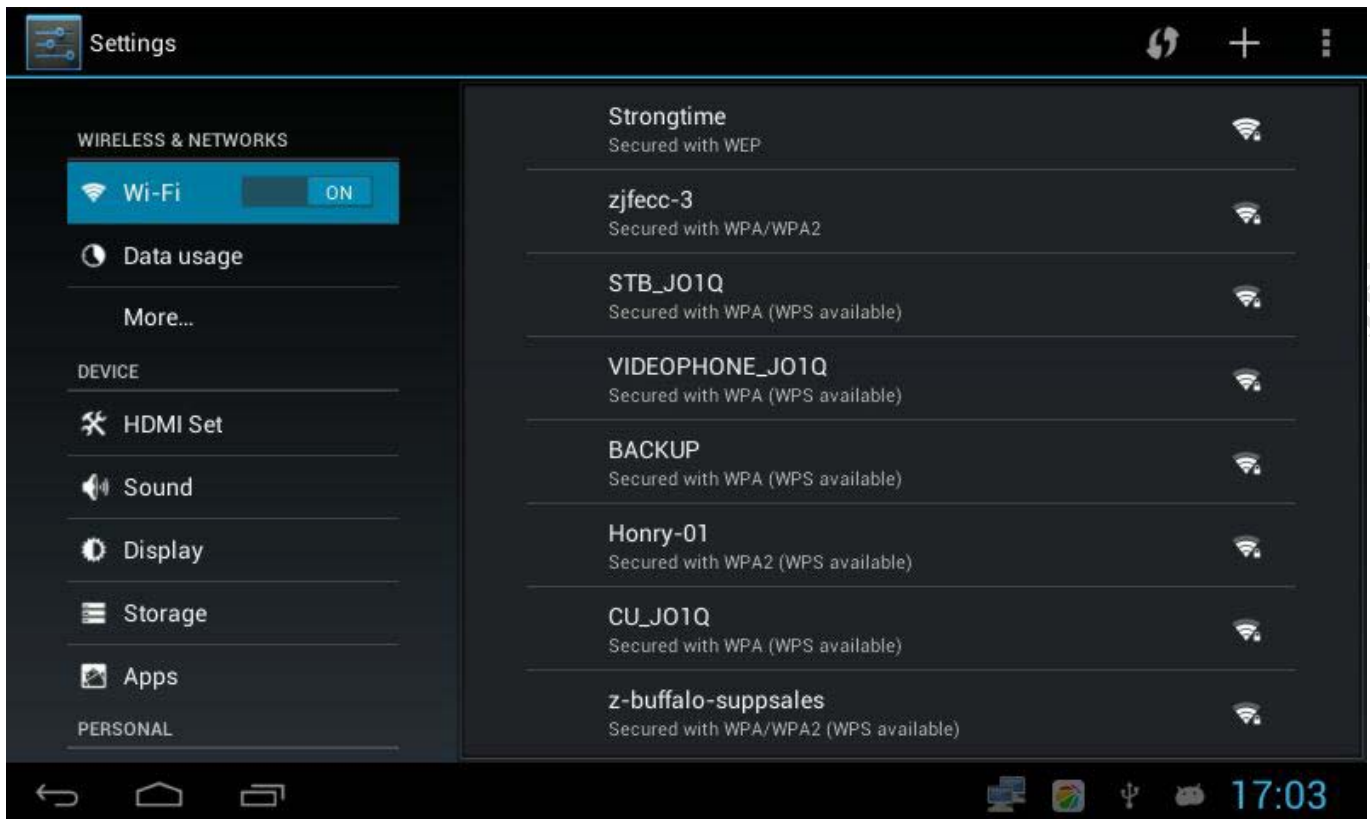 Settings
WIRELESS & NETWORKS
Wi-Fi ON
Data usage
More...
DEVICE
HDMI Set
Sound
Display
Storage
Apps
PERSONAL
Strongtime
Secured with WEP
zjfecc-3
Secured with WPA/WPA2
STB_JO1Q
Secured with WPA (WPS available)
VIDEOPHONE_JO1Q
Secured with WPA (WPS available)
BACKUP
Secured with WPA (WPS available)
Honry-01
Secured with WPA2 (WPS available)
CU_JO1Q
Secured with WPA (WPS available)
z-buffalo-suppsales
Secured with WPA/WPA2 (WPS available)
17:03